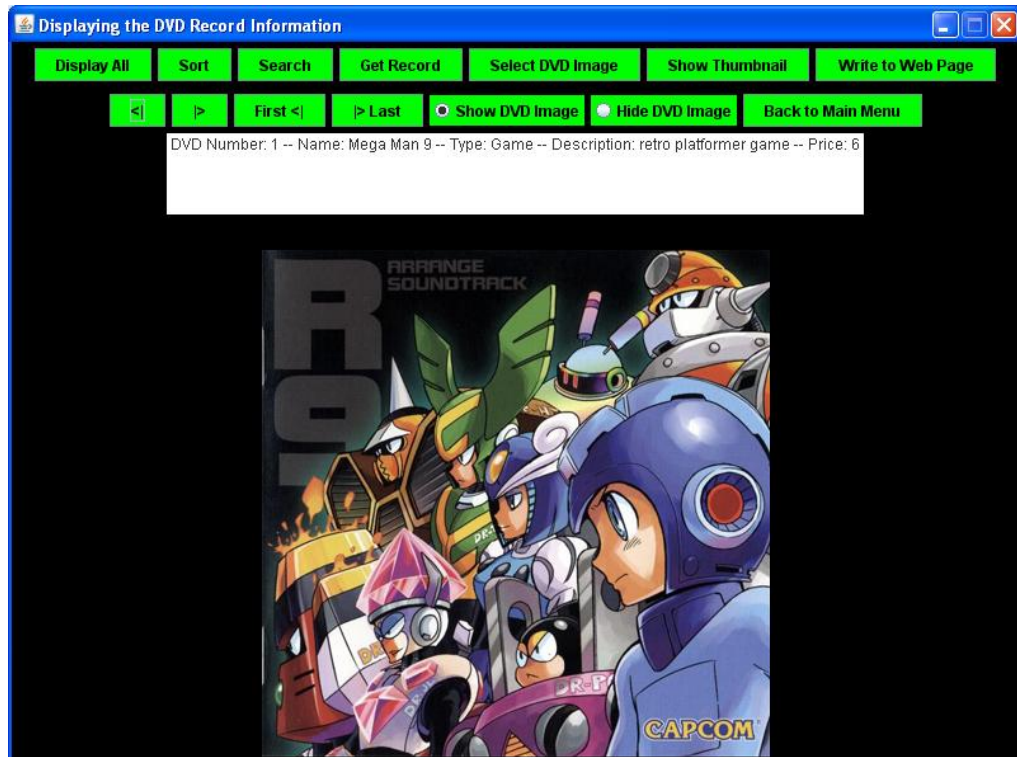 Displaying the DVD Record Information
Display All Sort Search Get Record Select DVD Image Show Thumbnail Write to Web Page
<| |> First <| |> Last Show DVD Image Hide DVD Image Back to Main Menu
DVD Number: 1 -- Name: Mega Man 9 -- Type: Game -- Description: retro platformer game -- Price: 6
R9
ARRANGE
SOUNDTRACK
CAPCOM